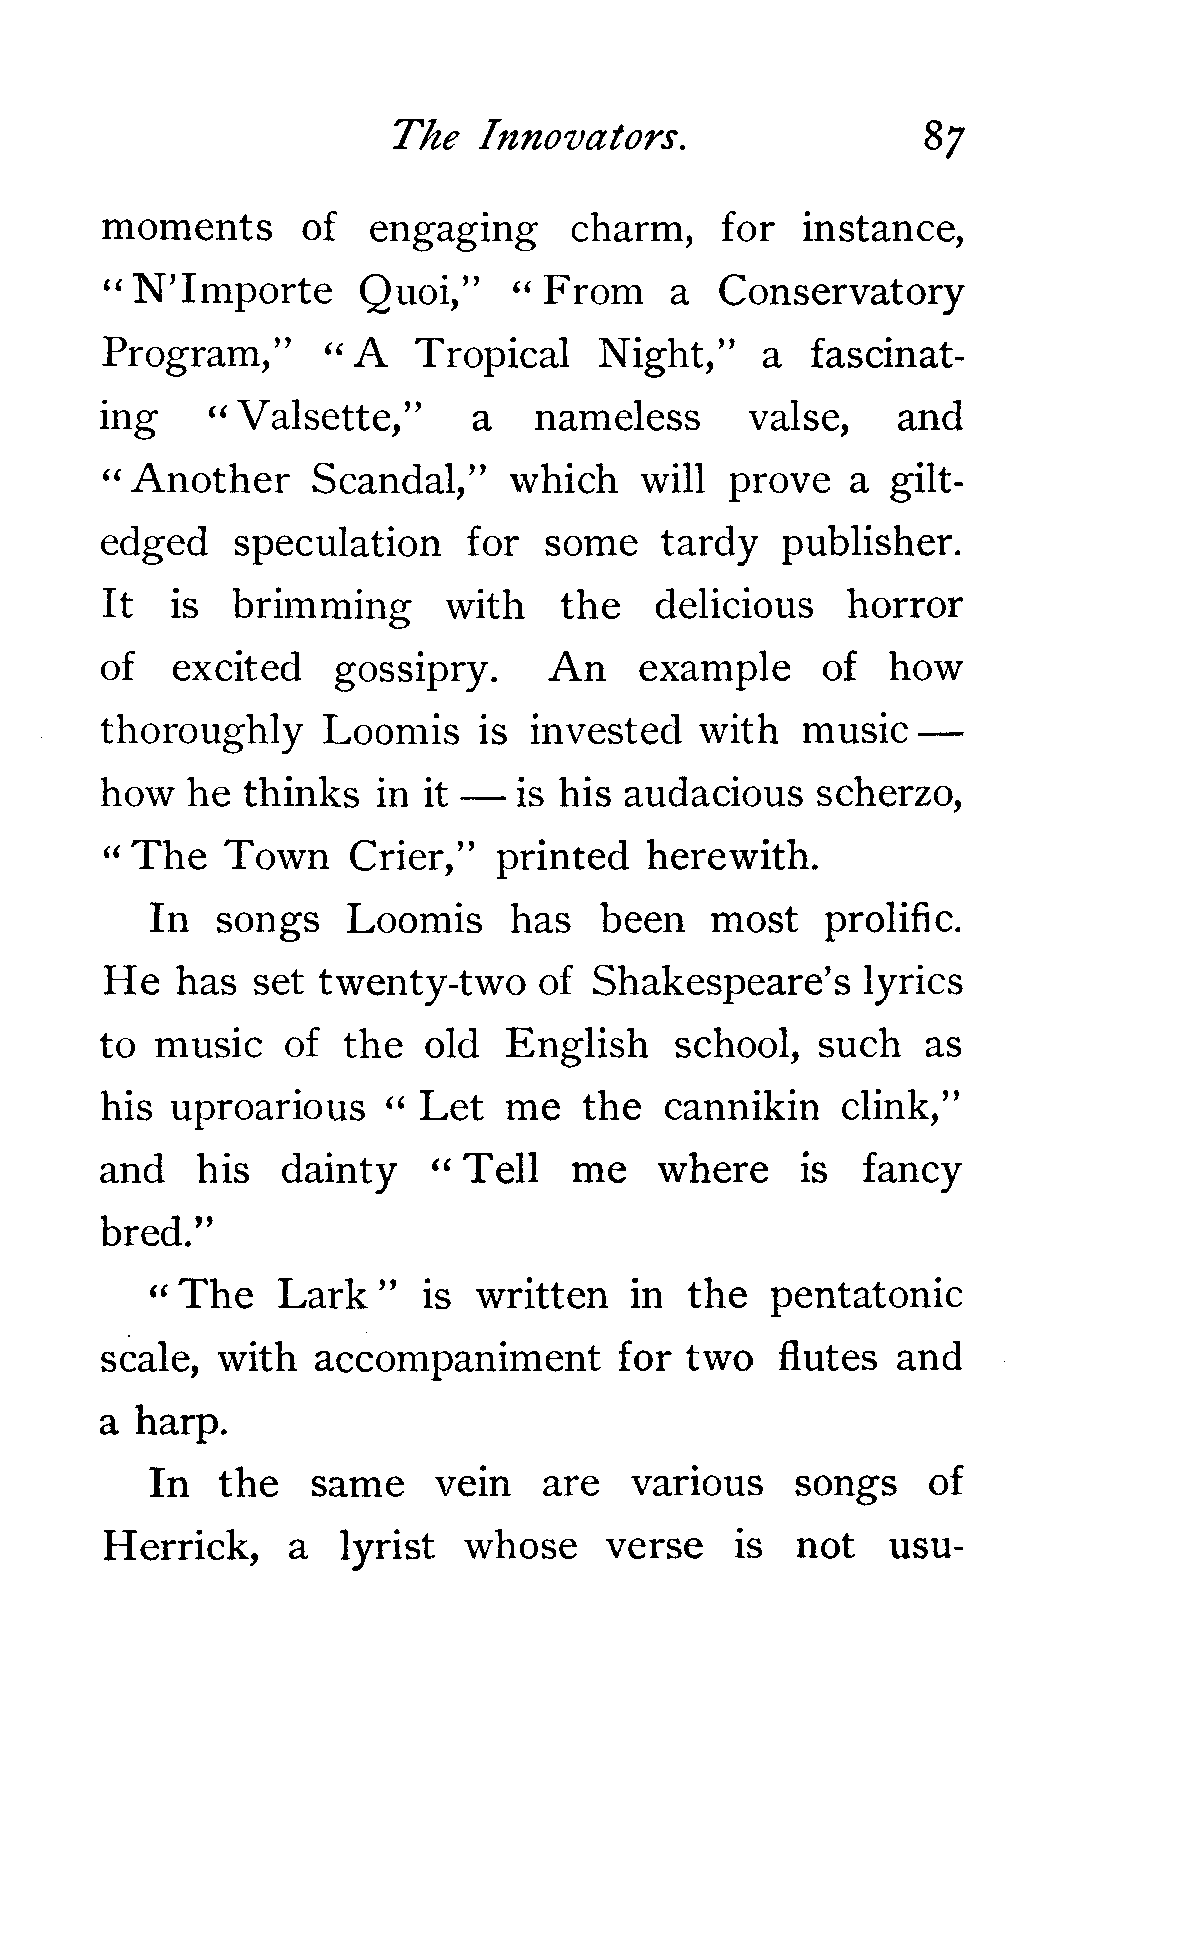 The Innovators. 87
moments of engaging charm, for instance,
“N’Importe Quoi,” “From a Conservatory
Program,” “A Tropical Night,” a fascinat-
ing “Valsette,” a nameless valse, and
“Another Scandal,” which will prove a gilt-
edged speculation for some tardy publisher.
It is brimming with the delicious horror
of excited gossipry. An example of how
thoroughly Loomis is invested with music —
how he thinks in it — is his audacious scherzo,
“The Town Crier,” printed herewith.
In songs Loomis has been most prolific.
He has set twenty-two of Shakespeare’s lyrics
to music of the old English school, such as
his uproarious “Let me the cannikin clink,”
and his dainty “Tell me where is fancy
bred.”
“The Lark” is written in the pentatonic
scale, with accompaniment for two flutes and
a harp.
In the same vein are various songs of
Herrick, a lyrist whose verse is not usu-